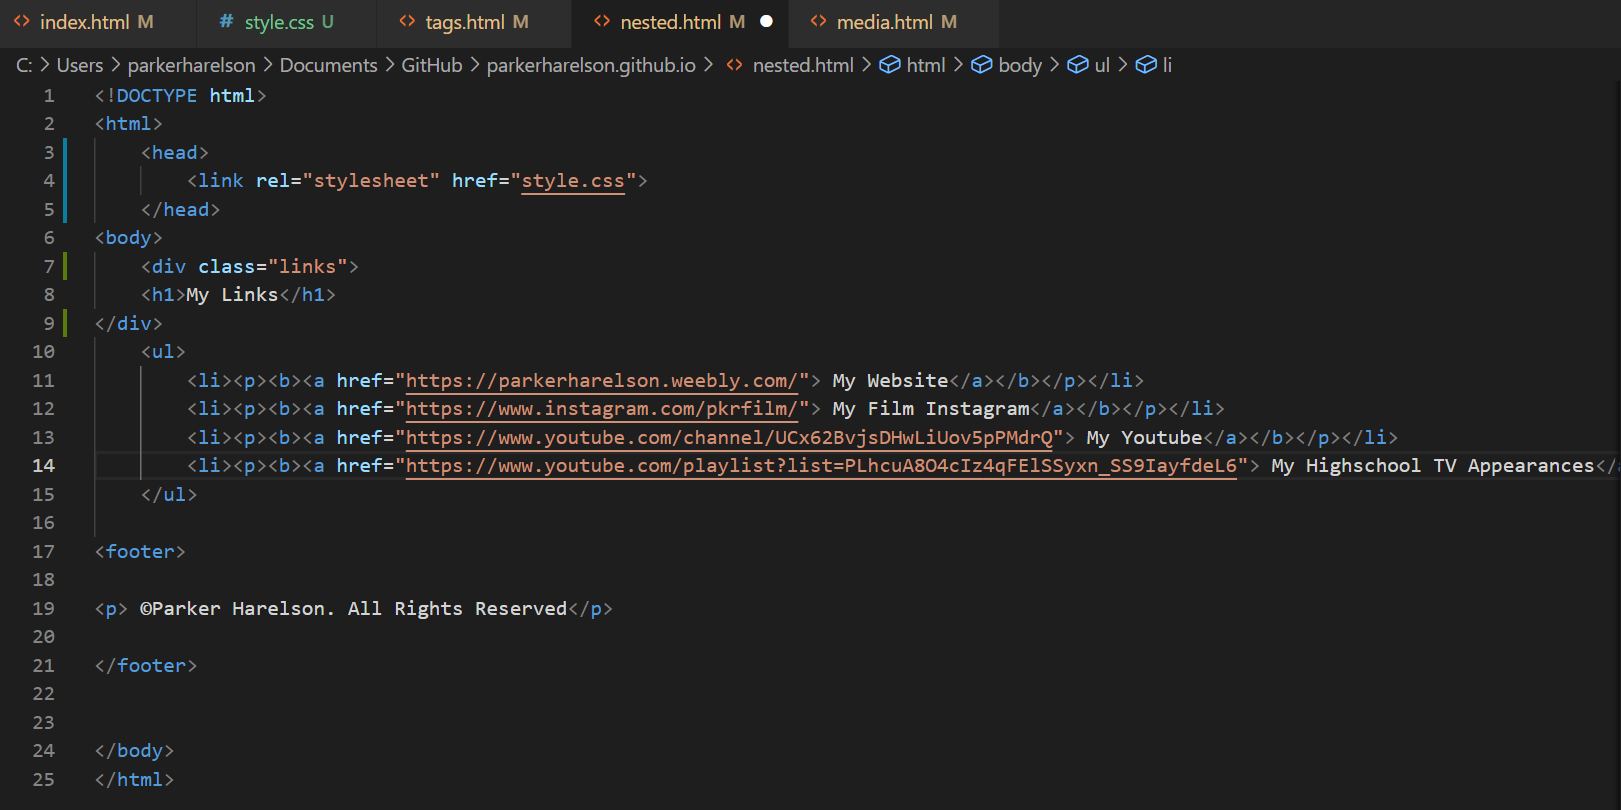 index.html M # style.css U tags.html M nested.html M media.html M
C: > Users > parkerharelson > Documents > GitHub > parkerharelson.github.io > nested.html > html > body > ul > li
1 <!DOCTYPE html>
2 <html>
3 <head>
4 <link rel="stylesheet" href="style.css">
5 </head>
6 <body>
7 <div class="links">
8 <h1>My Links</h1>
9 </div>
10 <ul>
11 <li><p><b><a href="https://parkerharelson.weebly.com/"> My Website</a></b></p></li>
12 <li><p><b><a href="https://www.instagram.com/pkrfilm/"> My Film Instagram</a></b></p></li>
13 <li><p><b><a href="https://www.youtube.com/channel/UCx62BvjsDHwLiUov5pPMdrQ"> My Youtube</a></b></p></li>
14 <li><p><b><a href="https://www.youtube.com/playlist?list=PLhcuA8O4cIz4qFElSSyxn_SS9IayfdeL6"> My Highschool TV Appearances</a
15 </ul>
16
17 <footer>
18
19 <p> ©Parker Harelson. All Rights Reserved</p>
20
21 </footer>
22
23
24 </body>
25 </html>